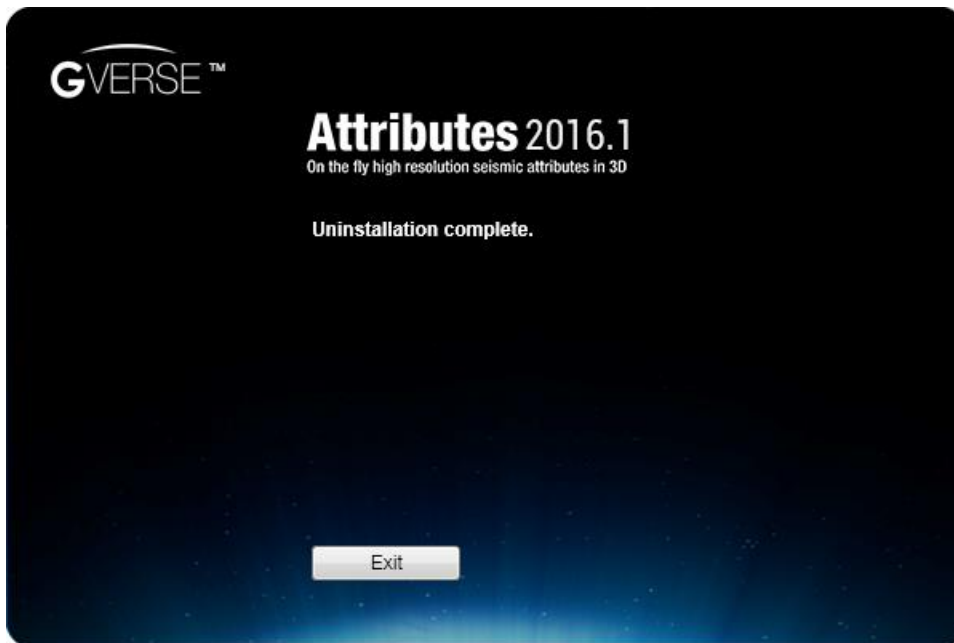 GVERSE™
Attributes 2016.1
On the fly high resolution seismic attributes in 3D
Uninstallation complete.
Exit